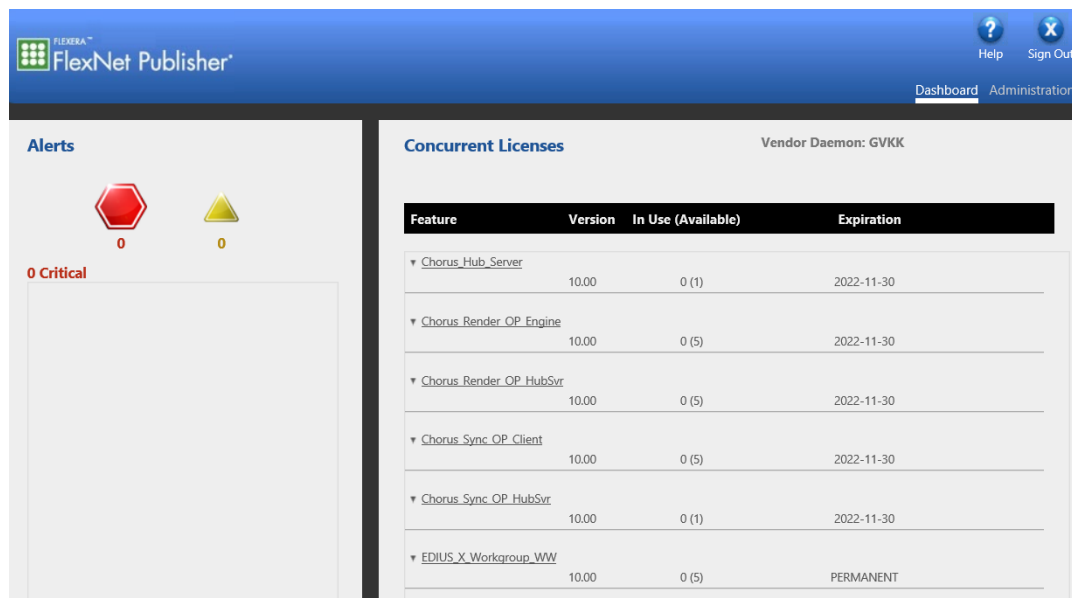 FLEXERA™
FlexNet Publisher
Help Sign Out
Dashboard Administration
Alerts
0 0
0 Critical
Concurrent Licenses Vendor Daemon: GVKK
Feature Version In Use (Available) Expiration
Chorus_Hub_Server
10.00 0 (1) 2022-11-30
Chorus_Render_OP_Engine
10.00 0 (5) 2022-11-30
Chorus_Render_OP_HubSvr
10.00 0 (5) 2022-11-30
Chorus_Sync_OP_Client
10.00 0 (5) 2022-11-30
Chorus_Sync_OP_HubSvr
10.00 0 (1) 2022-11-30
EDIUS_X_Workgroup_WW
10.00 0 (5) PERMANENT